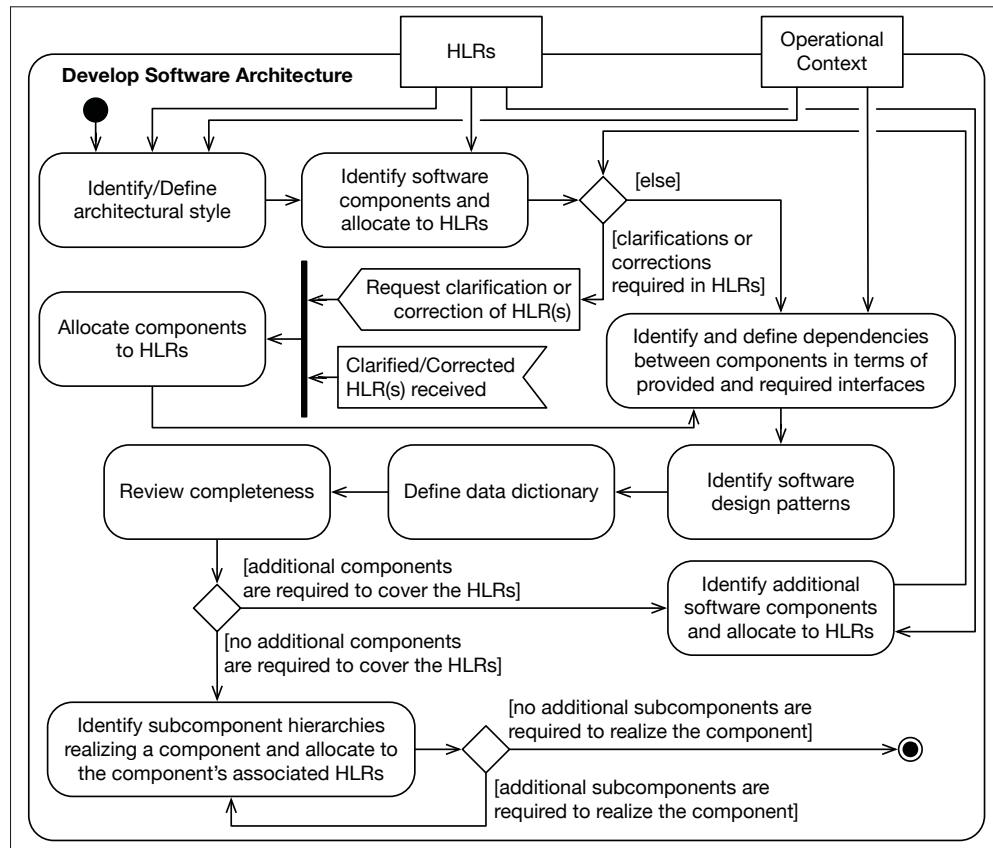 HLRs
Operational
Context
Develop Software Architecture
Identify/Define
architectural style
Identify software
components and
allocate to HLRs
[else]
[clarifications or
corrections
required in HLRs]
Request clarification or
correction of HLR(s)
Allocate components
to HLRs
Clarified/Corrected
HLR(s) received
Identify and define dependencies
between components in terms of
provided and required interfaces
Review completeness
Define data dictionary
Identify software
design patterns
[additional components
are required to cover the HLRs]
Identify additional
software components
and allocate to HLRs
[no additional components
are required to cover the HLRs]
Identify subcomponent hierarchies
realizing a component and allocate to
the component’s associated HLRs
[no additional subcomponents are
required to realize the component]
[additional subcomponents are
required to realize the component]